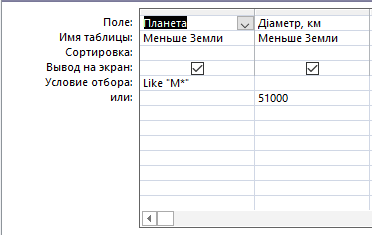 Поле: Планета Діаметр, км
Имя таблицы: Меньше Земли Меньше Земли
Сортировка:
Вывод на экран:
Условие отбора: Like "М*"
или: 51000